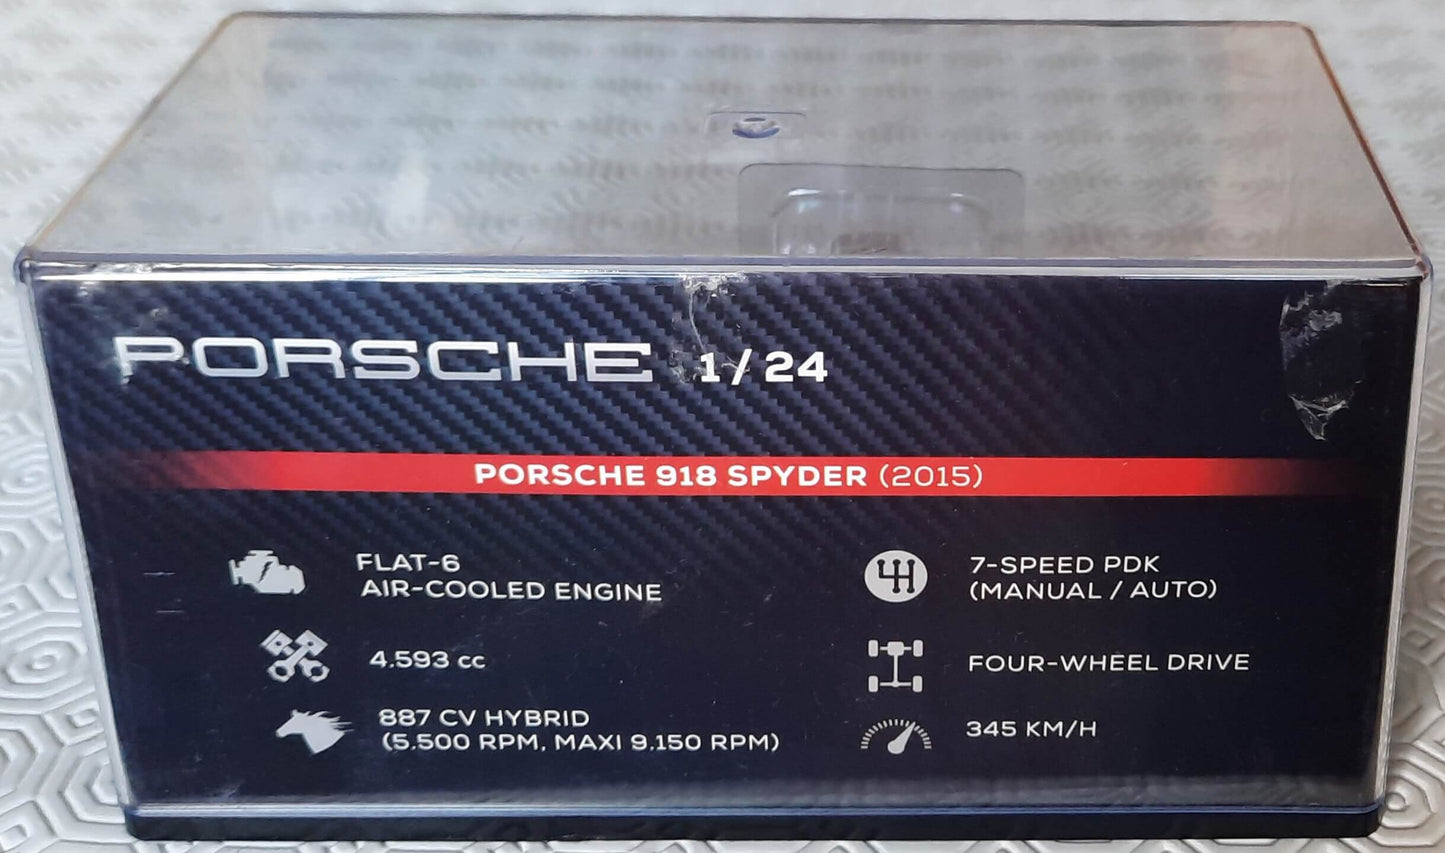 PORSCHE 1/24
PORSCHE 918 SPYDER (2015)
FLAT-6
AIR-COOLED ENGINE
4.593 cc
887 CV HYBRID
(5.500 RPM, MAXI 9.150 RPM)
7-SPEED PDK
(MANUAL / AUTO)
FOUR-WHEEL DRIVE
345 KM/H